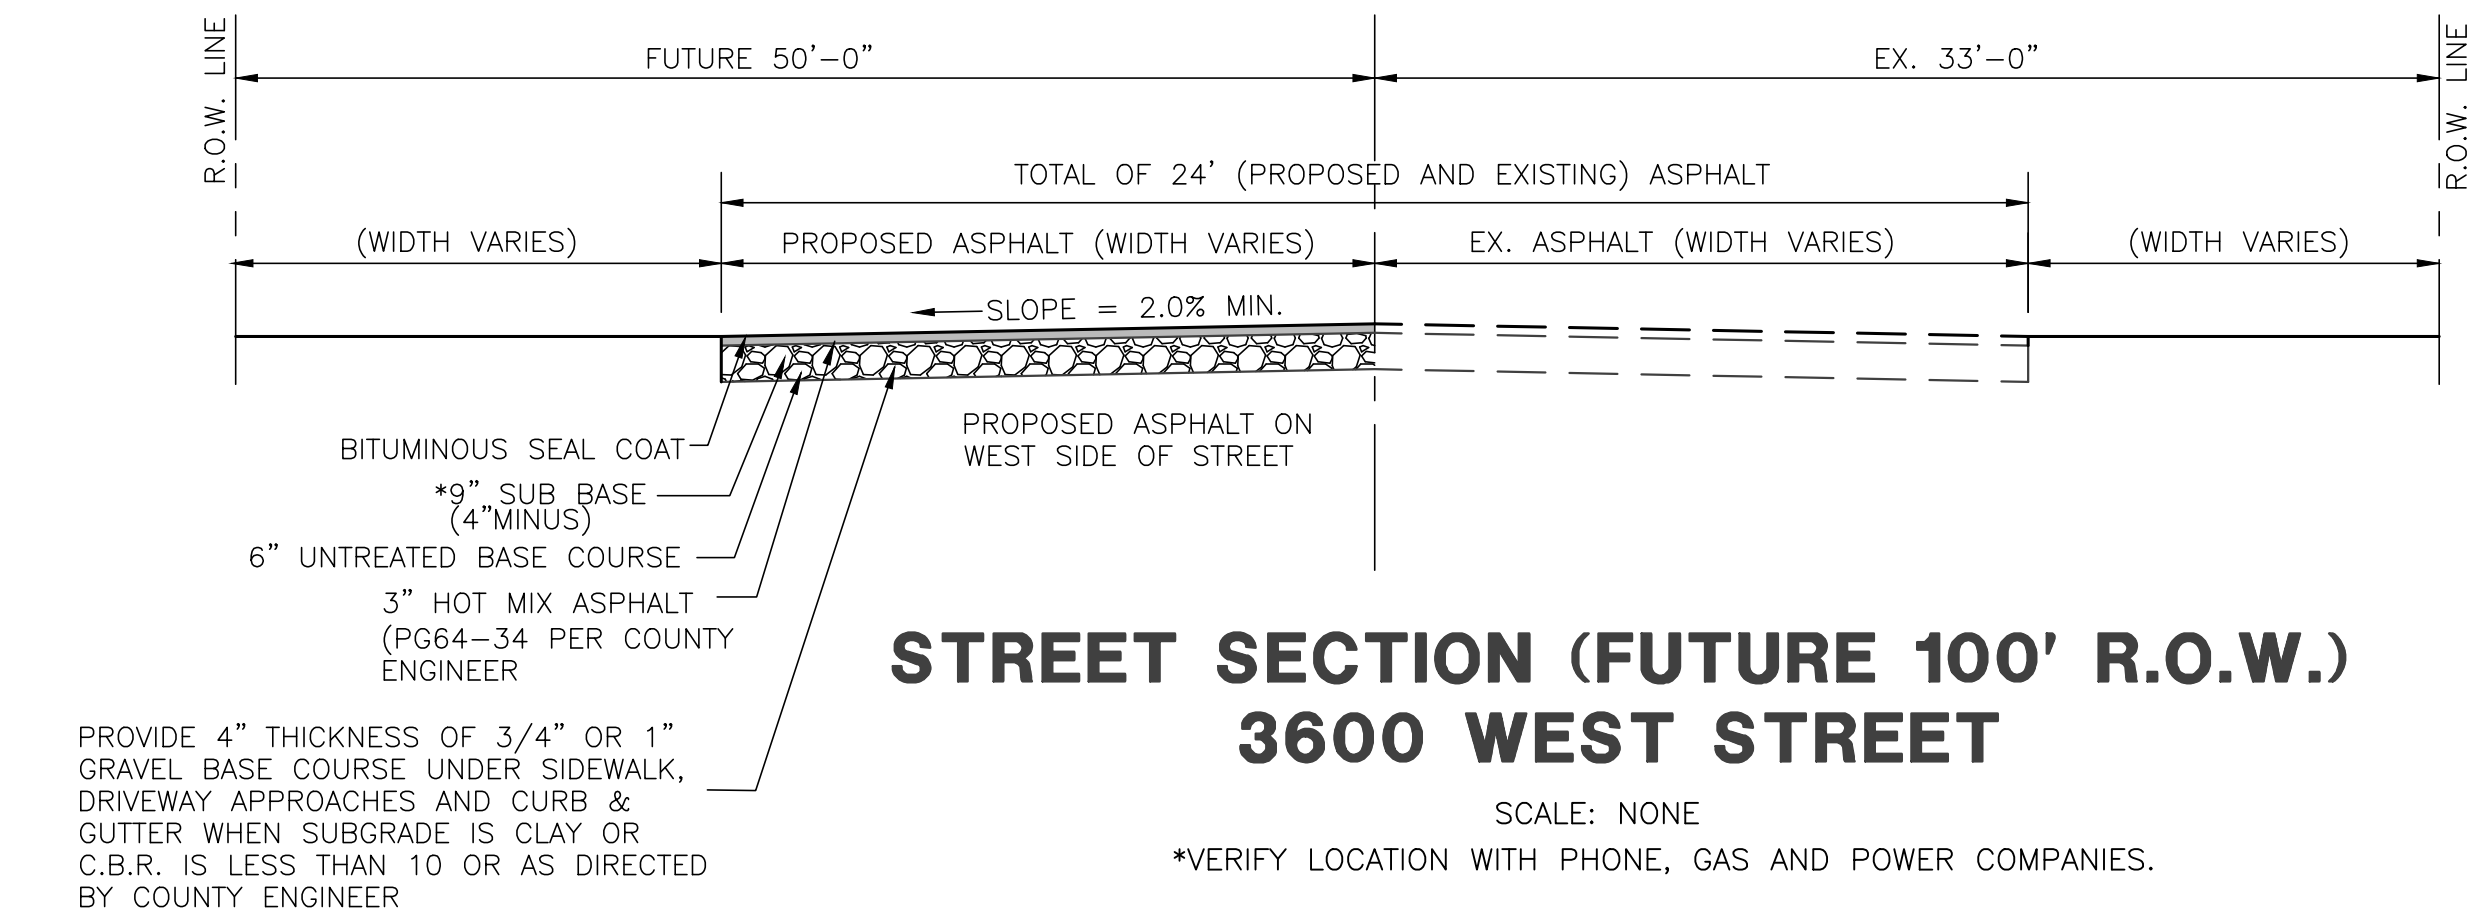 R.O.W. LINE
FUTURE 50'-0"
EX. 33'-0"
R.O.W. LINE
TOTAL OF 24' (PROPOSED AND EXISTING) ASPHALT
(WIDTH VARIES)
PROPOSED ASPHALT (WIDTH VARIES)
EX. ASPHALT (WIDTH VARIES)
(WIDTH VARIES)
SLOPE = 2.0% MIN.
PROPOSED ASPHALT ON
WEST SIDE OF STREET
BITUMINOUS SEAL COAT
*9" SUB BASE
(4"MINUS)
6" UNTREATED BASE COURSE
3" HOT MIX ASPHALT
(PG64-34 PER COUNTY
ENGINEER
PROVIDE 4" THICKNESS OF 3/4" OR 1"
GRAVEL BASE COURSE UNDER SIDEWALK,
DRIVEWAY APPROACHES AND CURB &
GUTTER WHEN SUBGRADE IS CLAY OR
C.B.R. IS LESS THAN 10 OR AS DIRECTED
BY COUNTY ENGINEER
STREET SECTION (FUTURE 100' R.O.W.)
3600 WEST STREET
SCALE: NONE
*VERIFY LOCATION WITH PHONE, GAS AND POWER COMPANIES.